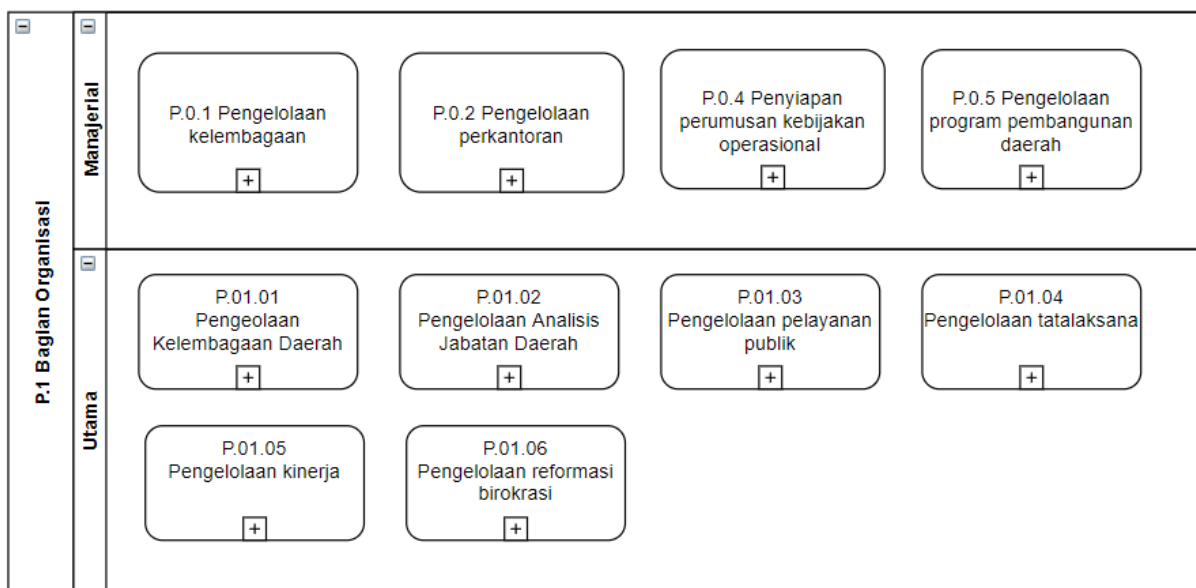 P.1 Bagian Organisasi
Manajerial
P.0.1 Pengelolaan
kelembagaan
P.0.2 Pengelolaan
perkantoran
P.0.4 Penyiapan
perumusan kebijakan
operasional
P.0.5 Pengelolaan
program pembangunan
daerah
Utama
P.01.01
Pengeolaan
Kelembagaan Daerah
P.01.02
Pengelolaan Analisis
Jabatan Daerah
P.01.03
Pengelolaan pelayanan
publik
P.01.04
Pengelolaan tatalaksana
P.01.05
Pengelolaan kinerja
P.01.06
Pengelolaan reformasi
birokrasi